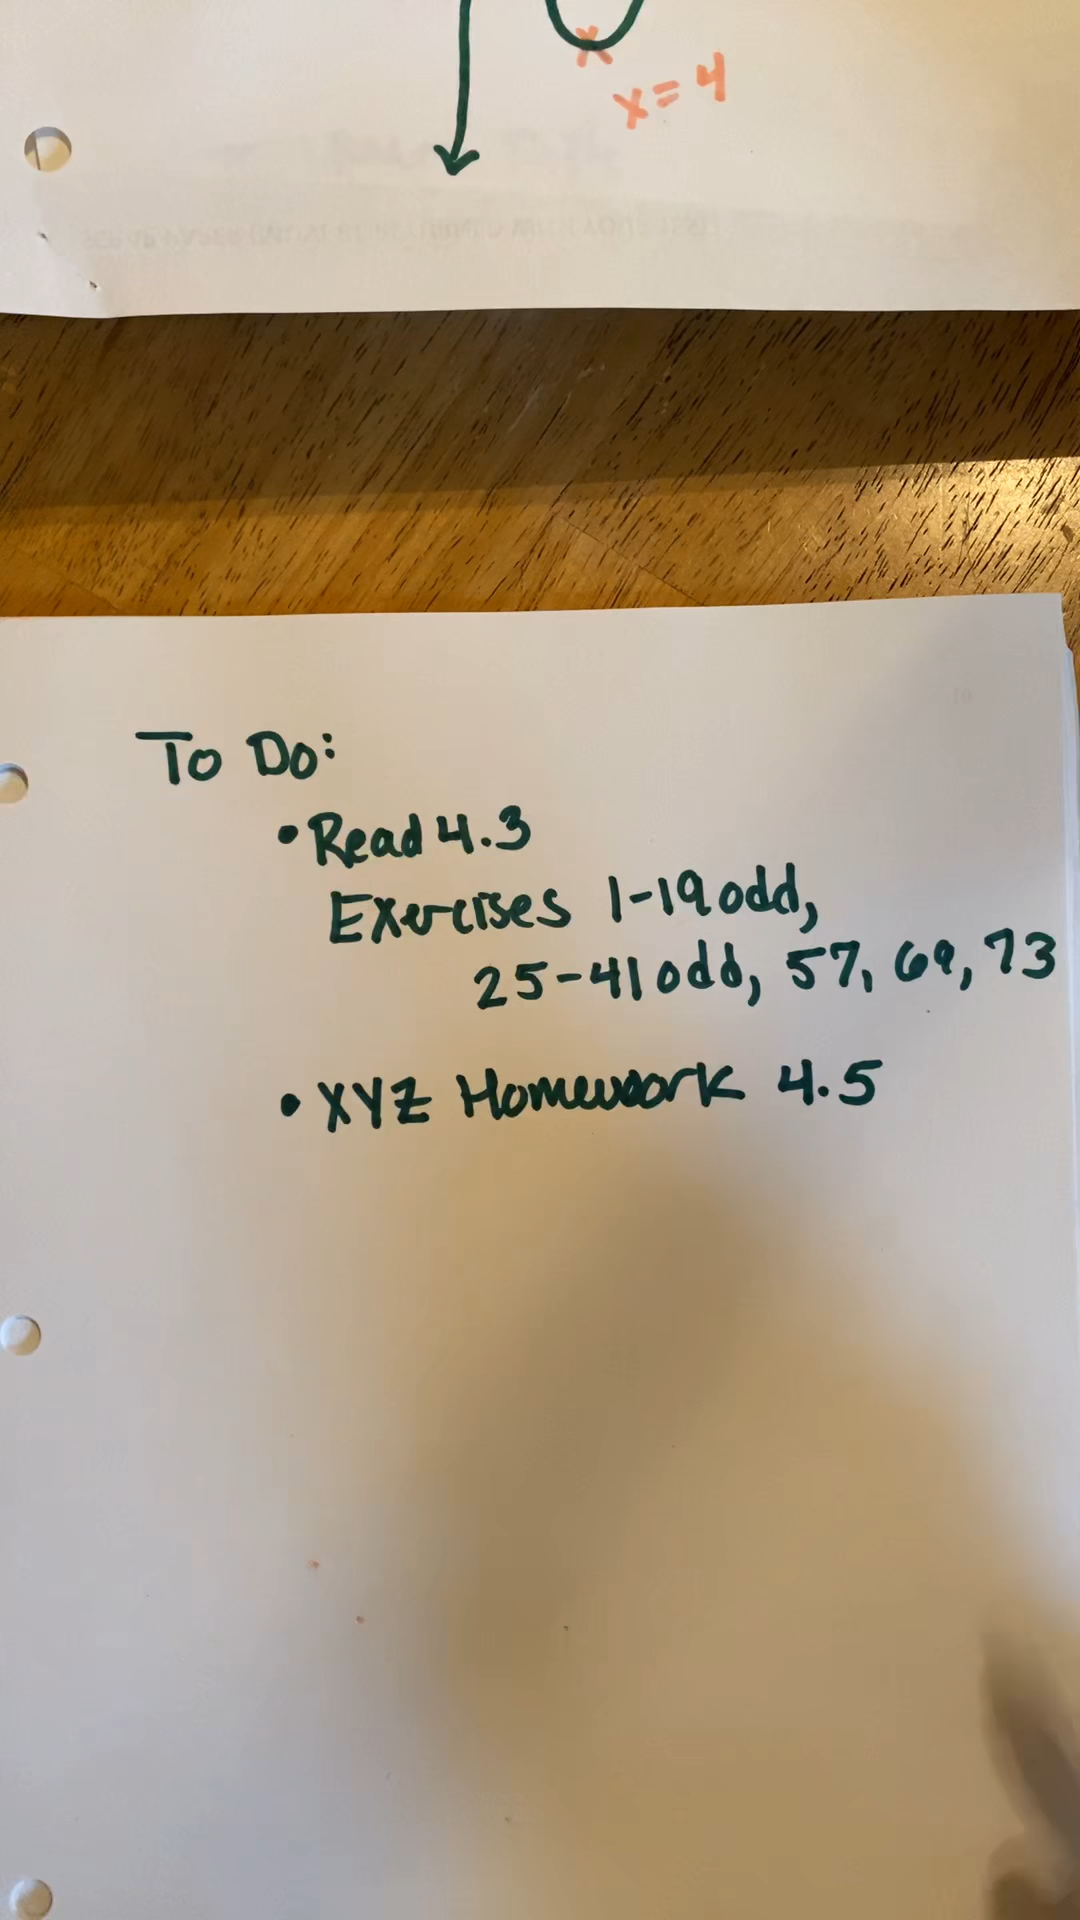 x=4
To Do:
• Read 4.3
Exercises 1-19 odd,
25-41 odd, 57, 69, 73
• XYZ Homework 4.5